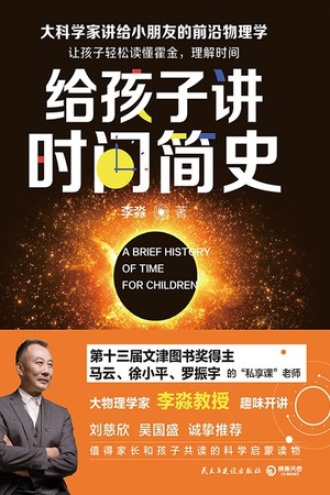 大科学家讲给小朋友的前沿物理学
让孩子轻松读懂霍金，理解时间
给孩子讲
时间简史
李淼 著
A BRIEF HISTORY
OF TIME
FOR CHILDREN
第十三届文津图书奖得主
马云、徐小平、罗振宇 的“私享课”老师
大物理学家 李淼教授 趣味开讲
刘慈欣 吴国盛 诚挚推荐
值得家长和孩子共读的科学启蒙读物
民主与建设出版社 博集天卷